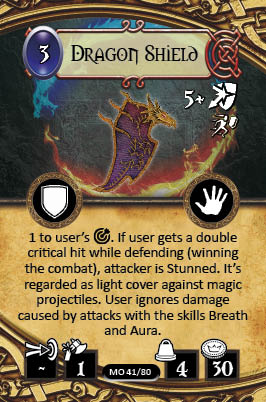 3
DRAGON SHIELD
5+
1 to user's . If user gets a double
critical hit while defending (winning
the combat), attacker is Stunned. It's
regarded as light cover against magic
projectiles. User ignores damage
caused by attacks with the skills Breath
and Aura.
~ 1 MO 41/80 4 30